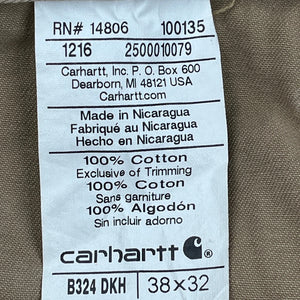 RN# 14806 100135
1216 2500010079
Carhartt, Inc. P. O. Box 600
Dearborn, MI 48121 USA
Carhartt.com
Made in Nicaragua
Fabriqué au Nicaragua
Hecho en Nicaragua
100% Cotton
Exclusive of Trimming
100% Coton
Sans garniture
100% Algodón
Sin incluir adorno
carhartt
B324 DKH 38 x 32